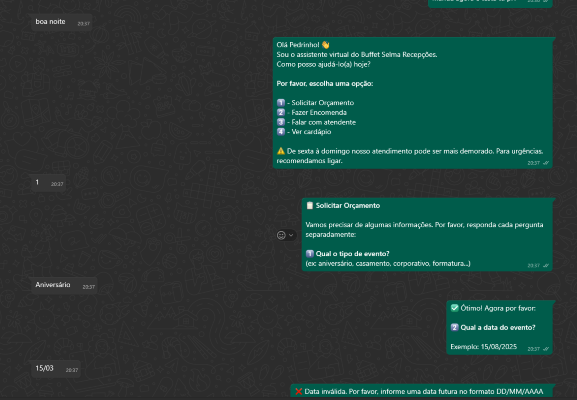 boa noite 20:37
Olá Pedrinho! 👋
Sou o assistente virtual do Buffet Selma Recepções.
Como posso ajudá-lo(a) hoje?
Por favor, escolha uma opção:
1️⃣ - Solicitar Orçamento
2️⃣ - Fazer Encomenda
3️⃣ - Falar com atendente
4️⃣ - Ver cardápio
⚠️ De sexta à domingo nosso atendimento pode ser mais demorado. Para urgências,
recomendamos ligar. 20:37
1 20:37
📋 Solicitar Orçamento
Vamos precisar de algumas informações. Por favor, responda cada pergunta
separadamente:
1️⃣ Qual o tipo de evento?
(ex: aniversário, casamento, corporativo, formatura...) 20:37
Aniversário 20:37
✅ Ótimo! Agora por favor:
2️⃣ Qual a data do evento?
Exemplo: 15/08/2025 20:37
15/03 20:37
❌ Data inválida. Por favor, informe uma data futura no formato DD/MM/AAAA